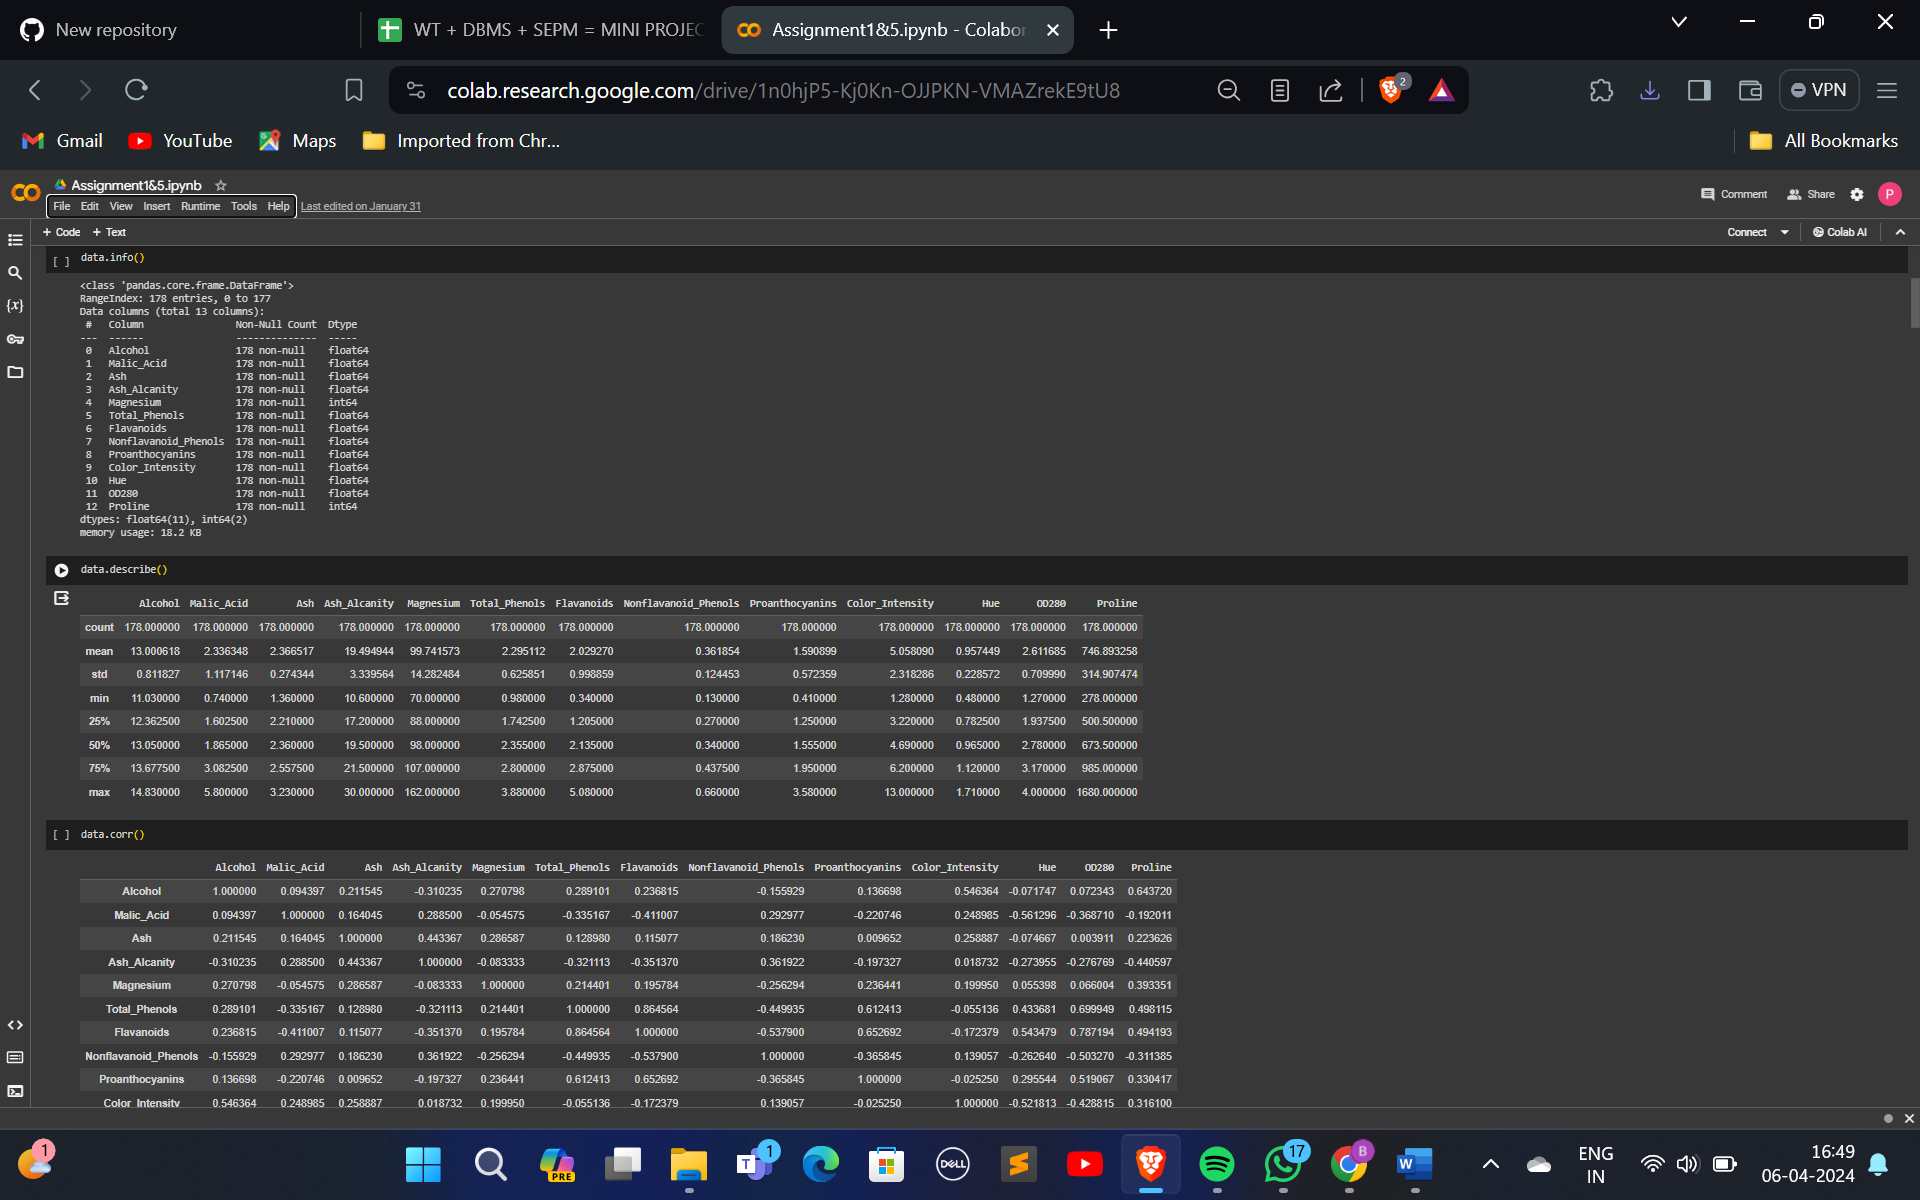 New repository
WT + DBMS + SEPM = MINI PROJEC
Assignment1&5.ipynb - Colabor
colab.research.google.com/drive/1n0hjP5-Kj0Kn-OJJPKN-VMAZrekE9tU8
2
VPN
Gmail YouTube Maps Imported from Chr... All Bookmarks
Assignment1&5.ipynb
Comment Share P
File Edit View Insert Runtime Tools Help Last edited on January 31
+ Code + Text Connect Colab AI
[ ] data.info()
<class 'pandas.core.frame.DataFrame'>
RangeIndex: 178 entries, 0 to 177
Data columns (total 13 columns):
# Column Non-Null Count Dtype
--- ------ -------------- -----
0 Alcohol 178 non-null float64
1 Malic_Acid 178 non-null float64
2 Ash 178 non-null float64
3 Ash_Alcanity 178 non-null float64
4 Magnesium 178 non-null int64
5 Total_Phenols 178 non-null float64
6 Flavanoids 178 non-null float64
7 Nonflavanoid_Phenols 178 non-null float64
8 Proanthocyanins 178 non-null float64
9 Color_Intensity 178 non-null float64
10 Hue 178 non-null float64
11 OD280 178 non-null float64
12 Proline 178 non-null int64
dtypes: float64(11), int64(2)
memory usage: 18.2 KB
data.describe()
Alcohol Malic_Acid Ash Ash_Alcanity Magnesium Total_Phenols Flavanoids Nonflavanoid_Phenols Proanthocyanins Color_Intensity Hue OD280 Proline
count 178.000000 178.000000 178.000000 178.000000 178.000000 178.000000 178.000000 178.000000 178.000000 178.000000 178.000000 178.000000 178.000000
mean 13.000618 2.336348 2.366517 19.494944 99.741573 2.295112 2.029270 0.361854 1.590899 5.058090 0.957449 2.611685 746.893258
std 0.811827 1.117146 0.274344 3.339564 14.282484 0.625851 0.998859 0.124453 0.572359 2.318286 0.228572 0.709990 314.907474
min 11.030000 0.740000 1.360000 10.600000 70.000000 0.980000 0.340000 0.130000 0.410000 1.280000 0.480000 1.270000 278.000000
25% 12.362500 1.602500 2.210000 17.200000 88.000000 1.742500 1.205000 0.270000 1.250000 3.220000 0.782500 1.937500 500.500000
50% 13.050000 1.865000 2.360000 19.500000 98.000000 2.355000 2.135000 0.340000 1.555000 4.690000 0.965000 2.780000 673.500000
75% 13.677500 3.082500 2.557500 21.500000 107.000000 2.800000 2.875000 0.437500 1.950000 6.200000 1.120000 3.170000 985.000000
max 14.830000 5.800000 3.230000 30.000000 162.000000 3.880000 5.080000 0.660000 3.580000 13.000000 1.710000 4.000000 1680.000000
[ ] data.corr()
Alcohol Malic_Acid Ash Ash_Alcanity Magnesium Total_Phenols Flavanoids Nonflavanoid_Phenols Proanthocyanins Color_Intensity Hue OD280 Proline
Alcohol 1.000000 0.094397 0.211545 -0.310235 0.270798 0.289101 0.236815 -0.155929 0.136698 0.546364 -0.071747 0.072343 0.643720
Malic_Acid 0.094397 1.000000 0.164045 0.288500 -0.054575 -0.335167 -0.411007 0.292977 -0.220746 0.248985 -0.561296 -0.368710 -0.192011
Ash 0.211545 0.164045 1.000000 0.443367 0.286587 0.128980 0.115077 0.186230 0.009652 0.258887 -0.074667 0.003911 0.223626
Ash_Alcanity -0.310235 0.288500 0.443367 1.000000 -0.083333 -0.321113 -0.351370 0.361922 -0.197327 0.018732 -0.273955 -0.276769 -0.440597
Magnesium 0.270798 -0.054575 0.286587 -0.083333 1.000000 0.214401 0.195784 -0.256294 0.236441 0.199950 0.055398 0.066004 0.393351
Total_Phenols 0.289101 -0.335167 0.128980 -0.321113 0.214401 1.000000 0.864564 -0.449935 0.612413 -0.055136 0.433681 0.699949 0.498115
Flavanoids 0.236815 -0.411007 0.115077 -0.351370 0.195784 0.864564 1.000000 -0.537900 0.652692 -0.172379 0.543479 0.787194 0.494193
Nonflavanoid_Phenols -0.155929 0.292977 0.186230 0.361922 -0.256294 -0.449935 -0.537900 1.000000 -0.365845 0.139057 -0.262640 -0.503270 -0.311385
Proanthocyanins 0.136698 -0.220746 0.009652 -0.197327 0.236441 0.612413 0.652692 -0.365845 1.000000 -0.025250 0.295544 0.519067 0.330417
Color_Intensity 0.546364 0.248985 0.258887 0.018732 0.199950 -0.055136 -0.172379 0.139057 -0.025250 1.000000 -0.521813 -0.428815 0.316100
1
PRE
1
DELL
17
B
W
ENG
IN
16:49
06-04-2024